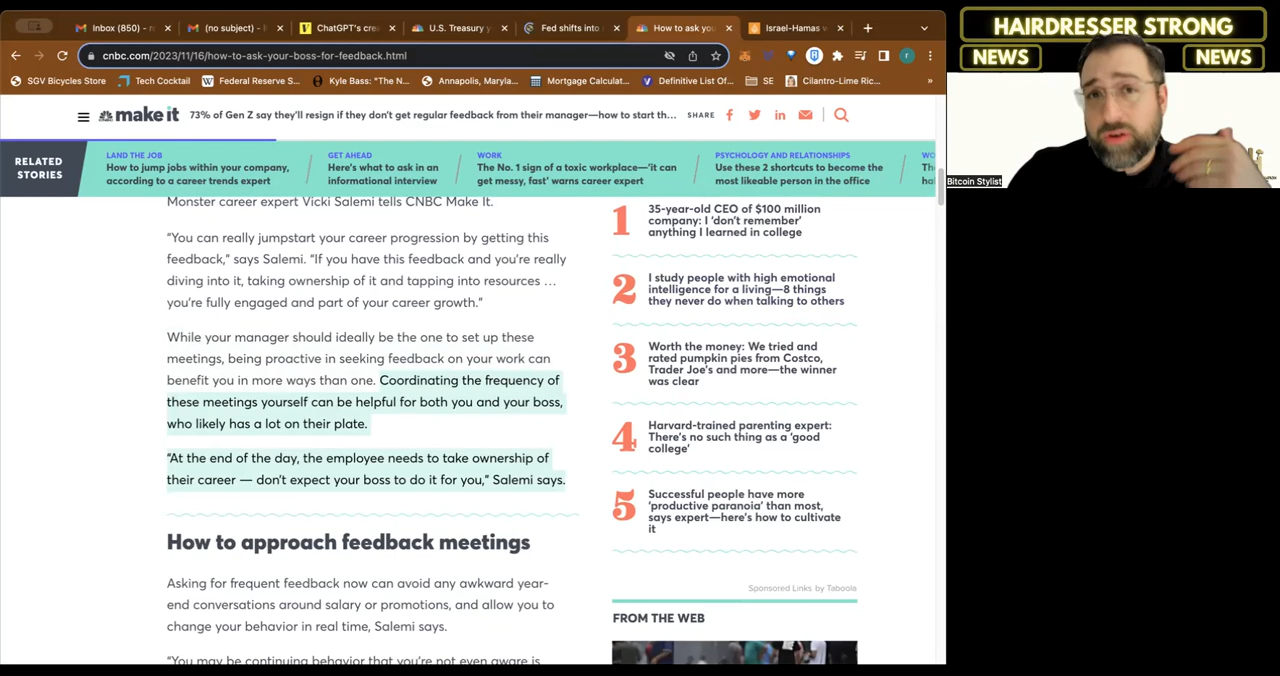 Inbox (850) – r
(no subject) –
ChatGPT's cre
U.S. Treasury y
Fed shifts into
How to ask you
Israel-Hamas w
HAIRDRESSER STRONG
NEWS
NEWS
cnbc.com/2023/11/16/how-to-ask-your-boss-for-feedback.html
SGV Bicycles Store
Tech Cocktail
Federal Reserve S...
Kyle Bass: "The N...
Annapolis, Maryla...
Mortgage Calculat...
Definitive List Of...
SE
Cilantro-Lime Ric...
»
make it
73% of Gen Z say they'll resign if they don't get regular feedback from their manager—how to start th...
SHARE
RELATED
STORIES
LAND THE JOB
How to jump jobs within your company,
according to a career trends expert
GET AHEAD
Here's what to ask in an
informational interview
WORK
The No. 1 sign of a toxic workplace—'it can
get messy, fast' warns career expert
PSYCHOLOGY AND RELATIONSHIPS
Use these 2 shortcuts to become the
most likeable person in the office
Bitcoin Stylist
Monster career expert Vicki Salemi tells CNBC Make It.
"You can really jumpstart your career progression by getting this
feedback," says Salemi. "If you have this feedback and you're really
diving into it, taking ownership of it and tapping into resources …
you're fully engaged and part of your career growth."
While your manager should ideally be the one to set up these
meetings, being proactive in seeking feedback on your work can
benefit you in more ways than one. Coordinating the frequency of
these meetings yourself can be helpful for both you and your boss,
who likely has a lot on their plate.
"At the end of the day, the employee needs to take ownership of
their career — don't expect your boss to do it for you," Salemi says.
How to approach feedback meetings
Asking for frequent feedback now can avoid any awkward year-
end conversations around salary or promotions, and allow you to
change your behavior in real time, Salemi says.
"You may be continuing behavior that you're not even aware is
1
35-year-old CEO of $100 million
company: I 'don't remember'
anything I learned in college
2
I study people with high emotional
intelligence for a living—8 things
they never do when talking to others
3
Worth the money: We tried and
rated pumpkin pies from Costco,
Trader Joe's and more—the winner
was clear
4
Harvard-trained parenting expert:
There's no such thing as a 'good
college'
5
Successful people have more
'productive paranoia' than most,
says expert—here's how to cultivate
it
Sponsored Links by Taboola
FROM THE WEB